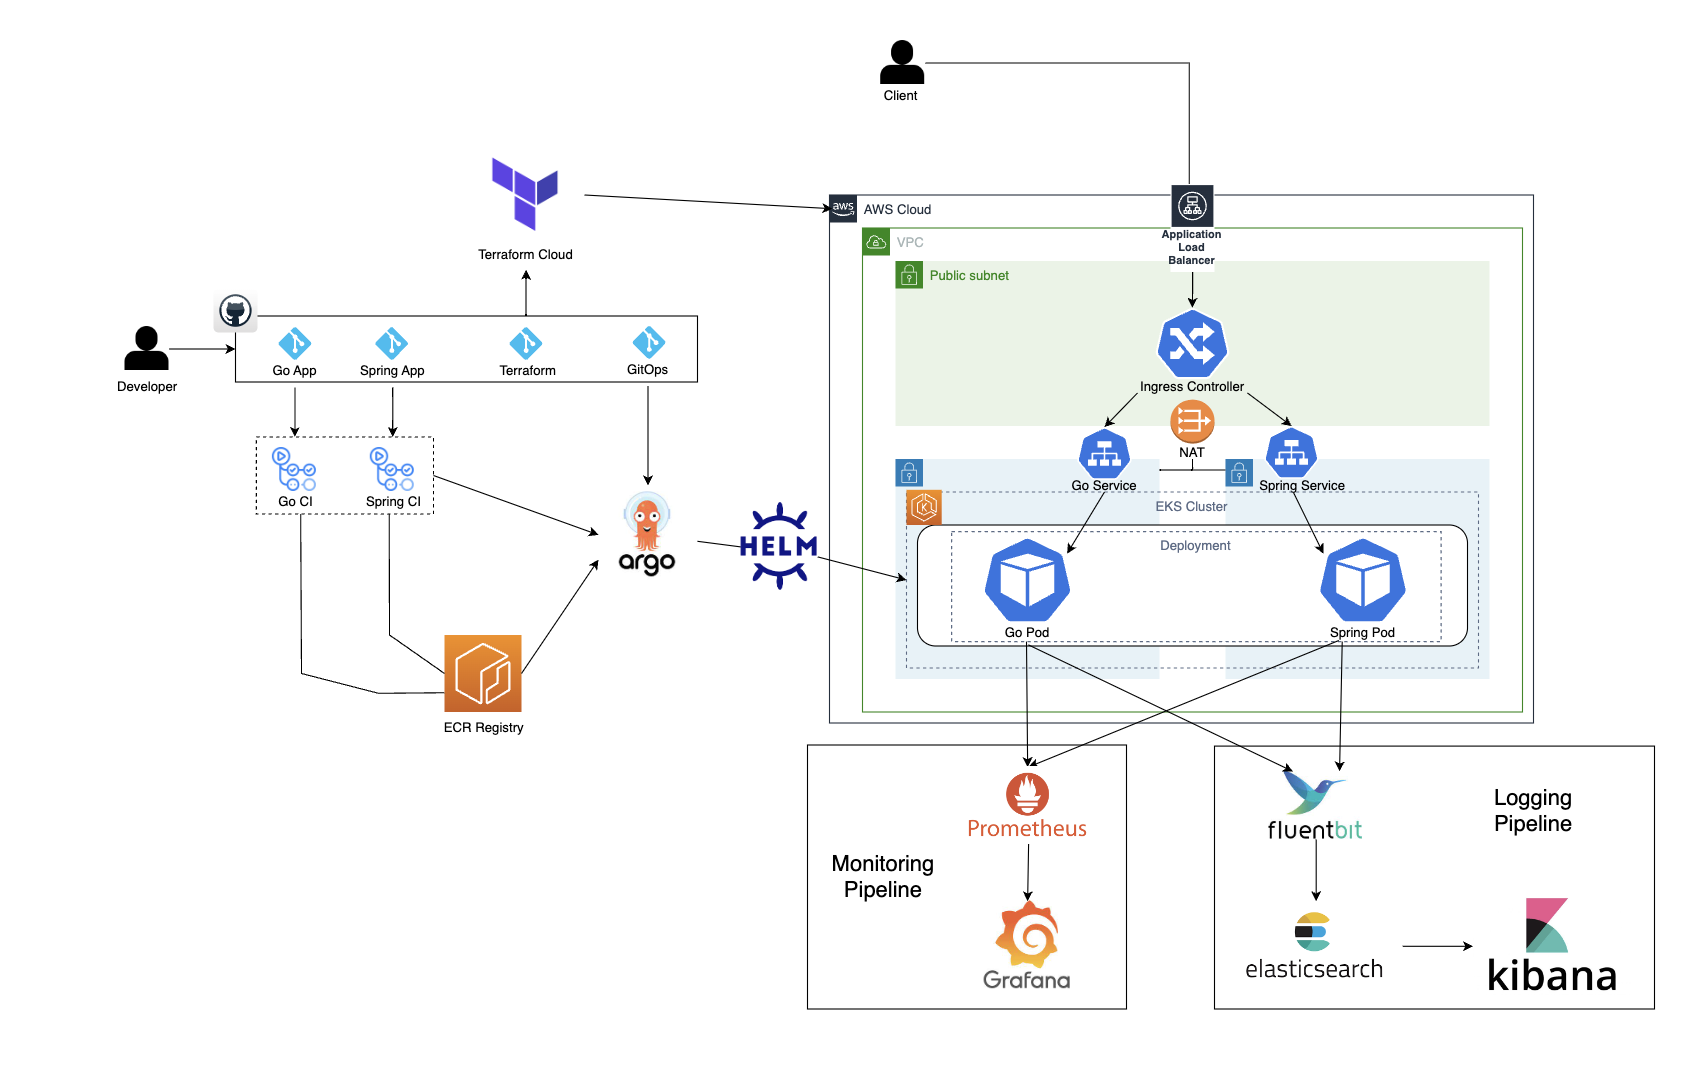 Client
aws
AWS Cloud
Application
Load
Balancer
VPC
Public subnet
Terraform Cloud
Ingress Controller
Developer
Go App
Spring App
Terraform
GitOps
NAT
Go Service
Spring Service
Go CI
Spring CI
EKS Cluster
K
argo
HELM
Deployment
Go Pod
Spring Pod
ECR Registry
Prometheus
Monitoring
Pipeline
Grafana
fluentbit
Logging
Pipeline
elasticsearch
kibana